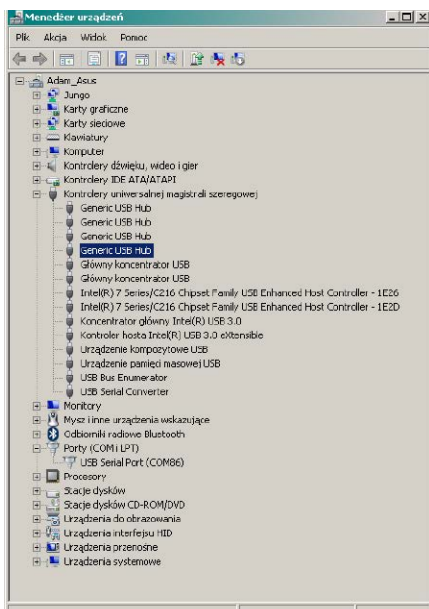 Menedżer urządzeń
Plik Akcja Widok Pomoc
Adam_Asus
Jungo
Karty graficzne
Karty sieciowe
Klawiatury
Komputer
Kontrolery dźwięku, wideo i gier
Kontrolery IDE ATA/ATAPI
Kontrolery uniwersalnej magistrali szeregowej
Generic USB Hub
Generic USB Hub
Generic USB Hub
Generic USB Hub
Główny koncentrator USB
Główny koncentrator USB
Intel(R) 7 Series/C216 Chipset Family USB Enhanced Host Controller - 1E26
Intel(R) 7 Series/C216 Chipset Family USB Enhanced Host Controller - 1E2D
Koncentrator główny Intel(R) USB 3.0
Kontroler hosta Intel(R) USB 3.0 eXtensible
Urządzenie kompozytowe USB
Urządzenie pamięci masowej USB
USB Bus Enumerator
USB Serial Converter
Monitory
Mysz i inne urządzenia wskazujące
Odbiorniki radiowe Bluetooth
Porty (COM i LPT)
USB Serial Port (COM86)
Procesory
Stacje dysków
Stacje dysków CD-ROM/DVD
Urządzenia do obrazowania
Urządzenia interfejsu HID
Urządzenia przenośne
Urządzenia systemowe